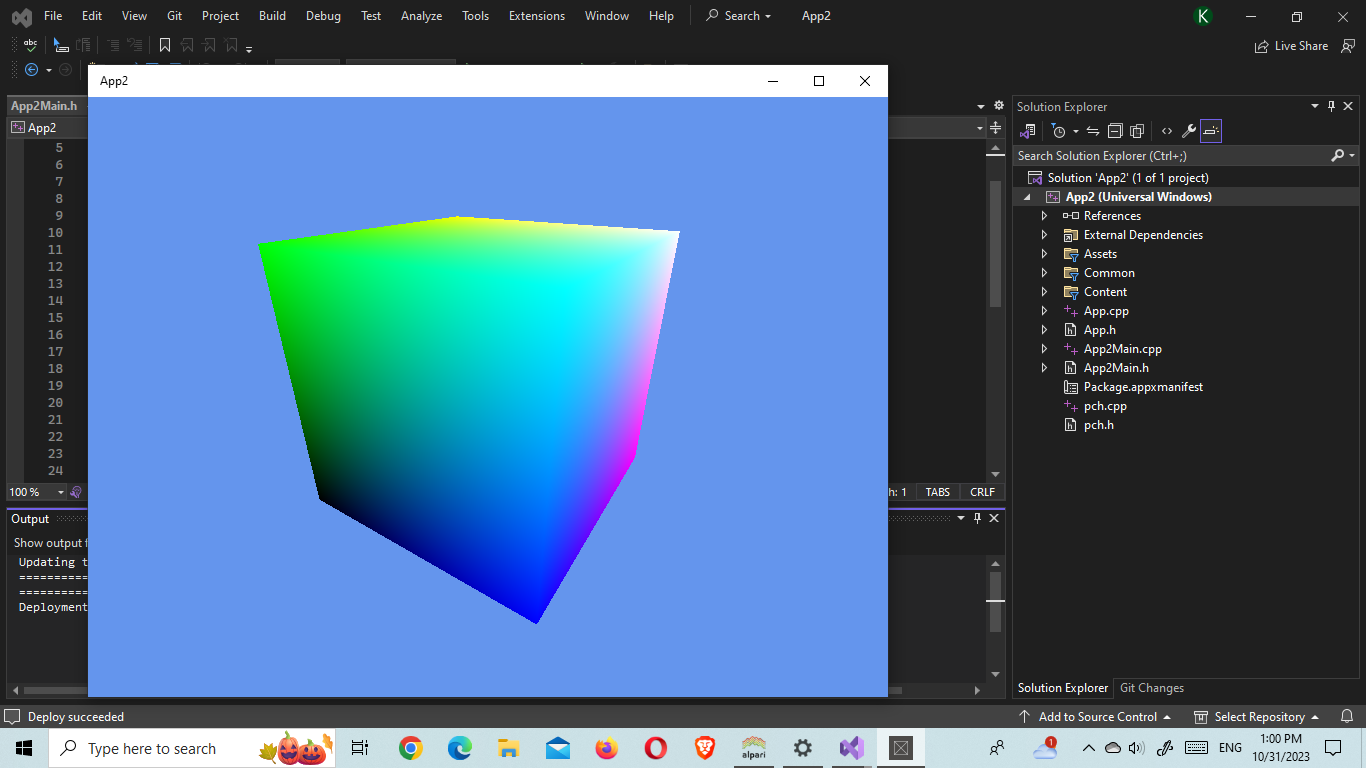 File Edit View Git Project Build Debug Test Analyze Tools Extensions Window Help Search App2 K
abc Live Share
App2
App2Main.h
App2
5
6
7
8
9
10
11
12
13
14
15
16
17
18
19
20
21
22
23
24
100 % h: 1 TABS CRLF
Output
Show output f
Updating t
==========
==========
Deployment
Solution Explorer
Search Solution Explorer (Ctrl+;)
Solution 'App2' (1 of 1 project)
App2 (Universal Windows)
References
External Dependencies
Assets
Common
Content
App.cpp
App.h
App2Main.cpp
App2Main.h
Package.appxmanifest
pch.cpp
pch.h
Solution Explorer Git Changes
Deploy succeeded Add to Source Control Select Repository
Type here to search alpari 1 ENG 1:00 PM
10/31/2023